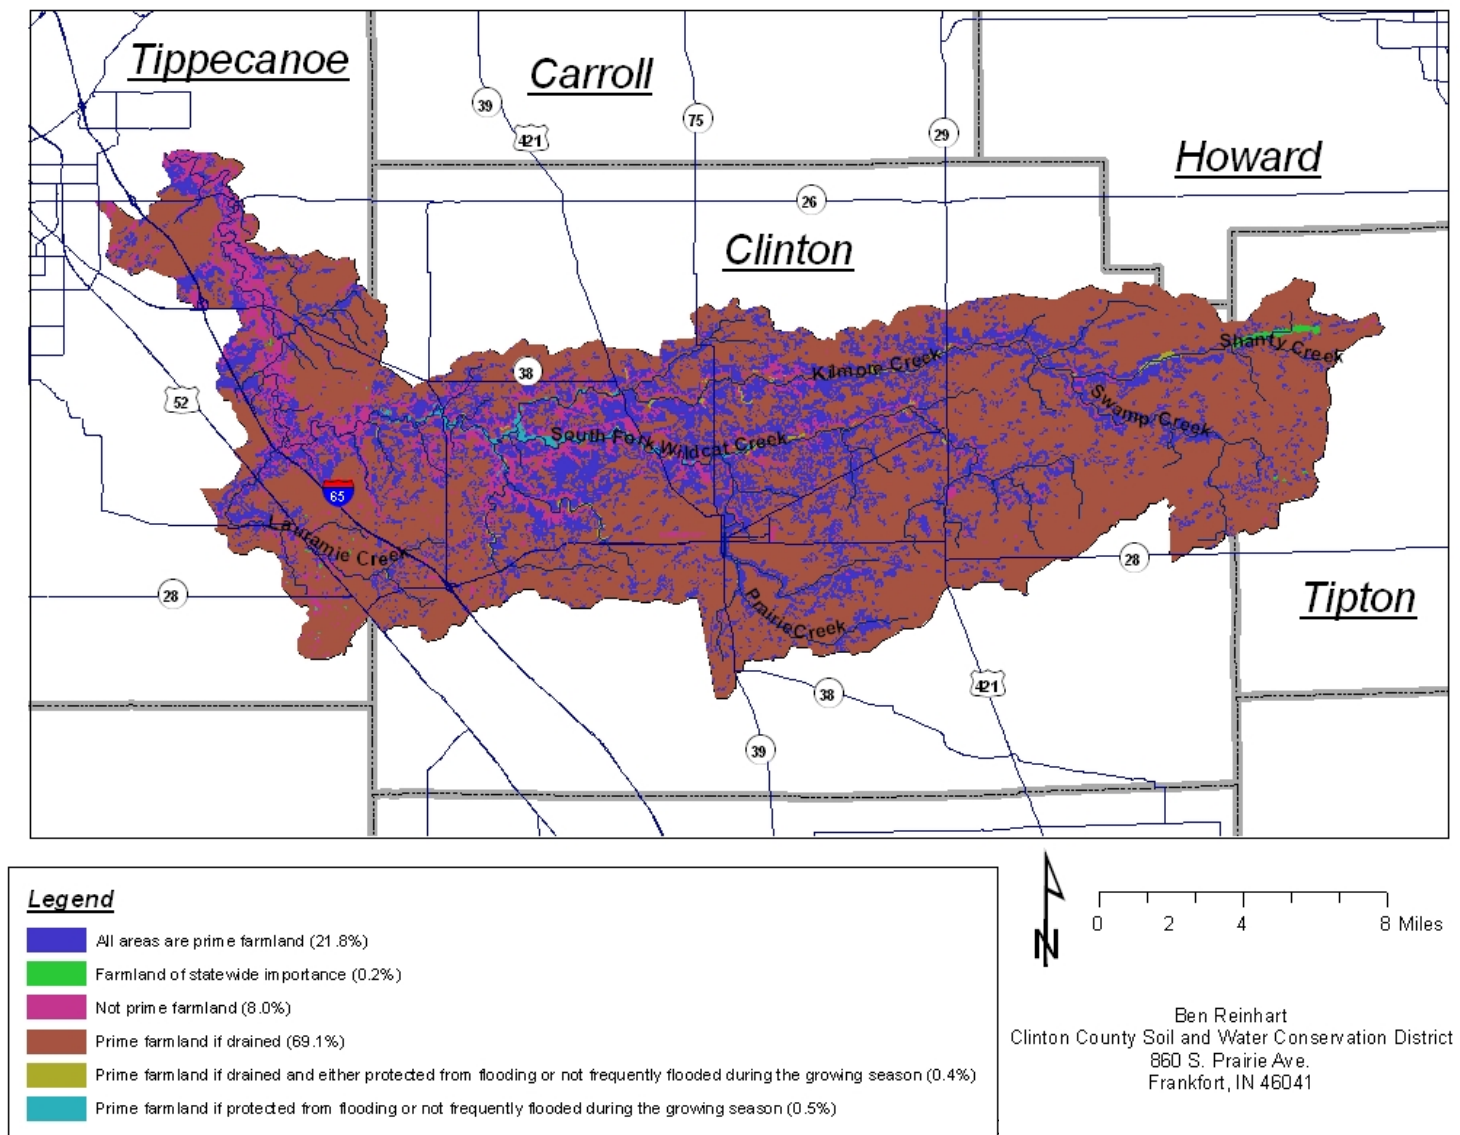 Tippecanoe
Carroll
39
421
75
29
Howard
26
Clinton
Shanty Creek
Kilmore Creek
38
52
Swamp Creek
South Fork Wildcat Creek
65
Lauramie Creek
28
28
Prairie Creek
Tipton
421
38
39
Legend
All areas are prime farmland (21.8%)
Farmland of statewide importance (0.2%)
Not prime farmland (8.0%)
Prime farmland if drained (69.1%)
Prime farmland if drained and either protected from flooding or not frequently flooded during the growing season (0.4%)
Prime farmland if protected from flooding or not frequently flooded during the growing season (0.5%)
N
0 2 4 8 Miles
Ben Reinhart
Clinton County Soil and Water Conservation District
860 S. Prairie Ave.
Frankfort, IN 46041